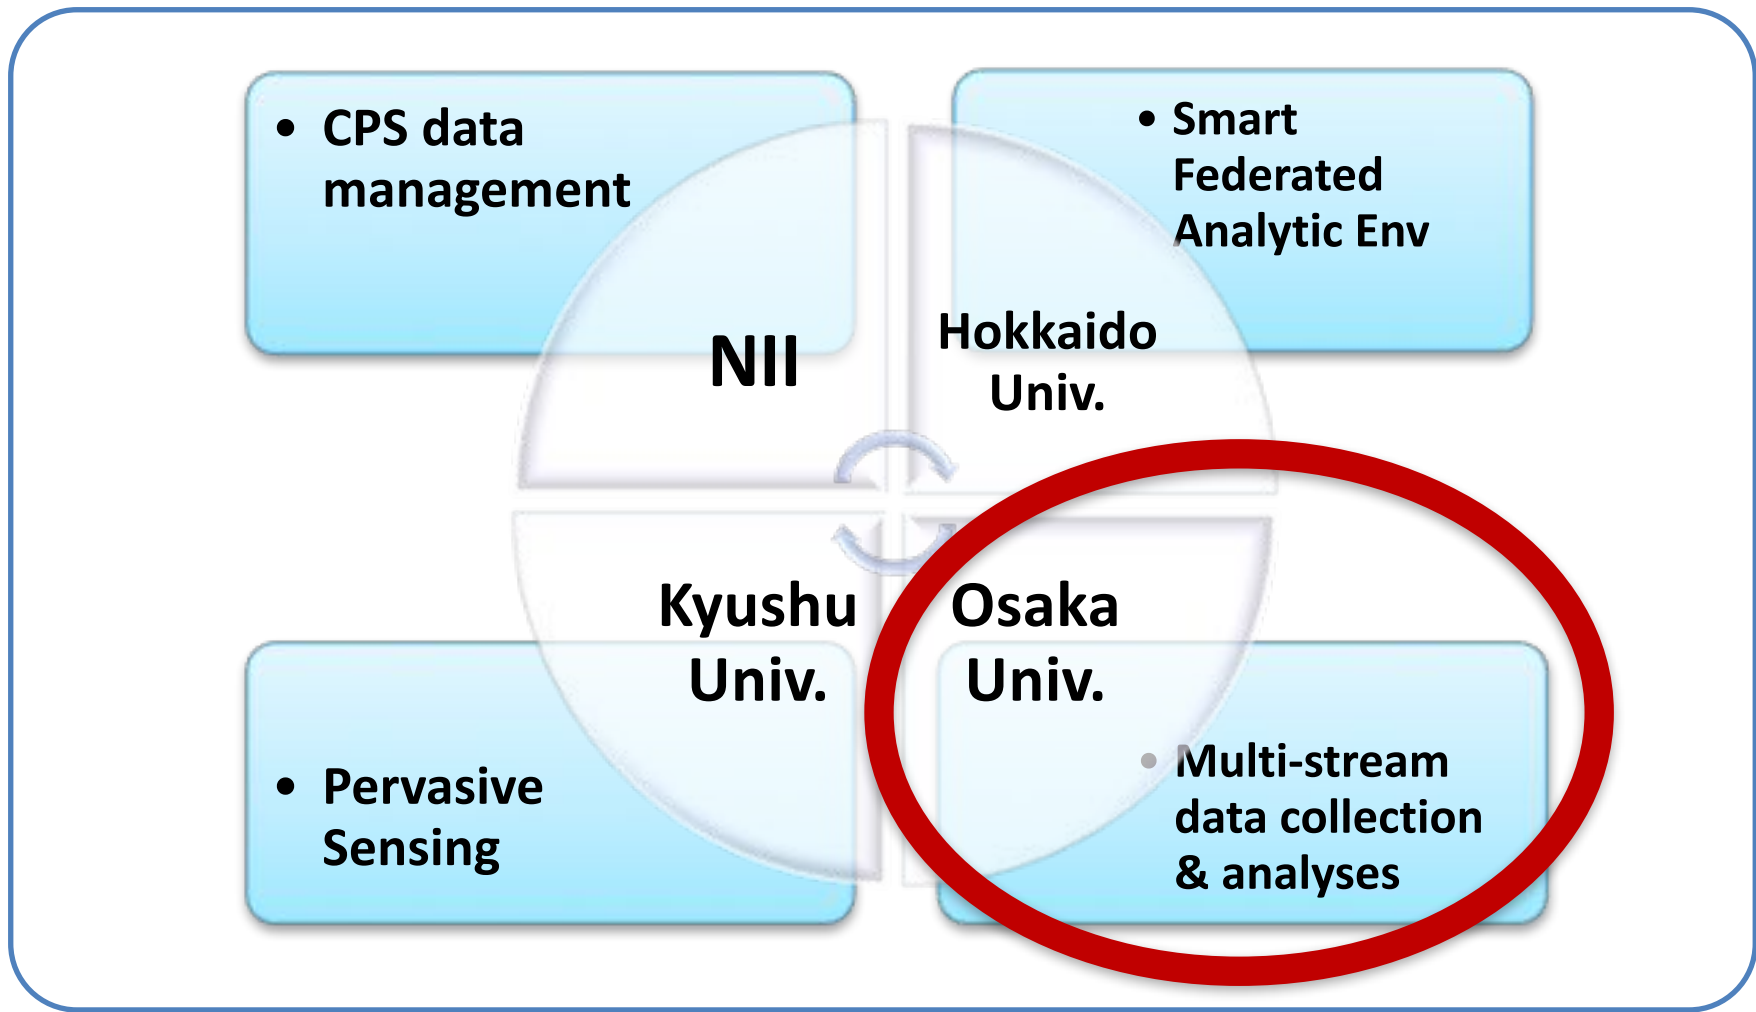 • CPS data
management
• Smart
Federated
Analytic Env
NII
Hokkaido
Univ.
Kyushu
Univ.
Osaka
Univ.
• Pervasive
Sensing
• Multi-stream
data collection
& analyses